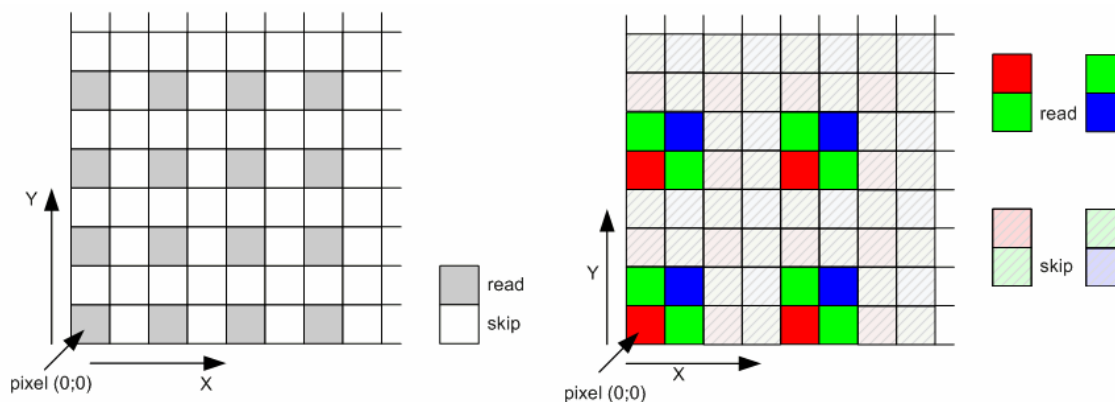 Y
read
skip
X
pixel (0;0)
read
skip
Y
X
pixel (0;0)